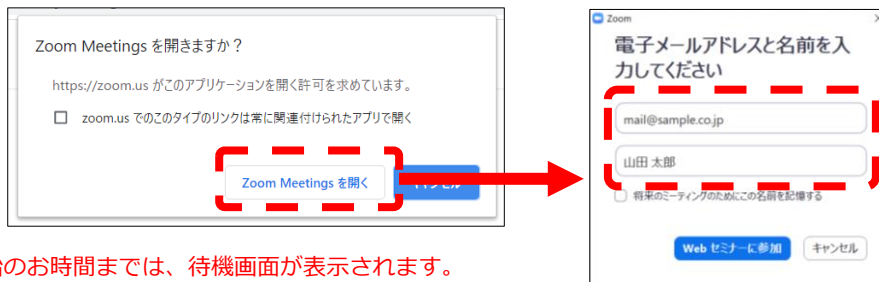 Zoom Meetings を開きますか？
https://zoom.us がこのアプリケーションを開く許可を求めています。
zoom.us でのこのタイプのリンクは常に関連付けられたアプリで開く
Zoom Meetings を開く
Zoom
電子メールアドレスと名前を入
力してください
mail@sample.co.jp
山田 太郎
将来のミーティングのためにこの名前を記憶する
Web セミナーに参加 キャンセル
のお時間までは、待機画面が表示されます。